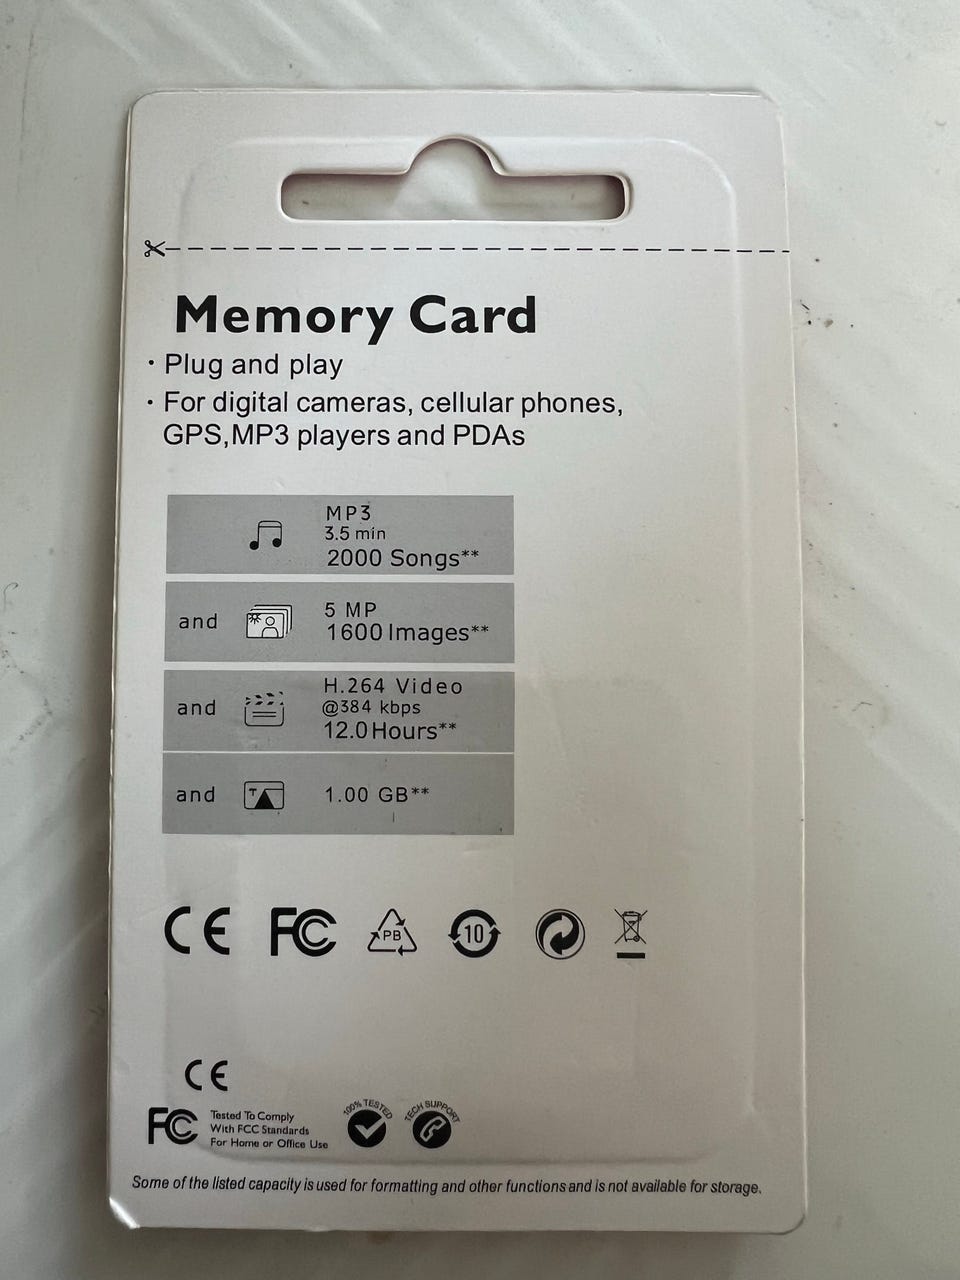 Memory Card
· Plug and play
· For digital cameras, cellular phones,
GPS,MP3 players and PDAs
MP3
3.5 min
2000 Songs**
and
5 MP
1600 Images**
and
H.264 Video
@384 kbps
12.0 Hours**
and
T
1.00 GB**
CE FC PB 10
CE
FC
Tested To Comply
With FCC Standards
For Home or Office Use
100% TESTED
TECH SUPPORT
Some of the listed capacity is used for formatting and other functions and is not available for storage.